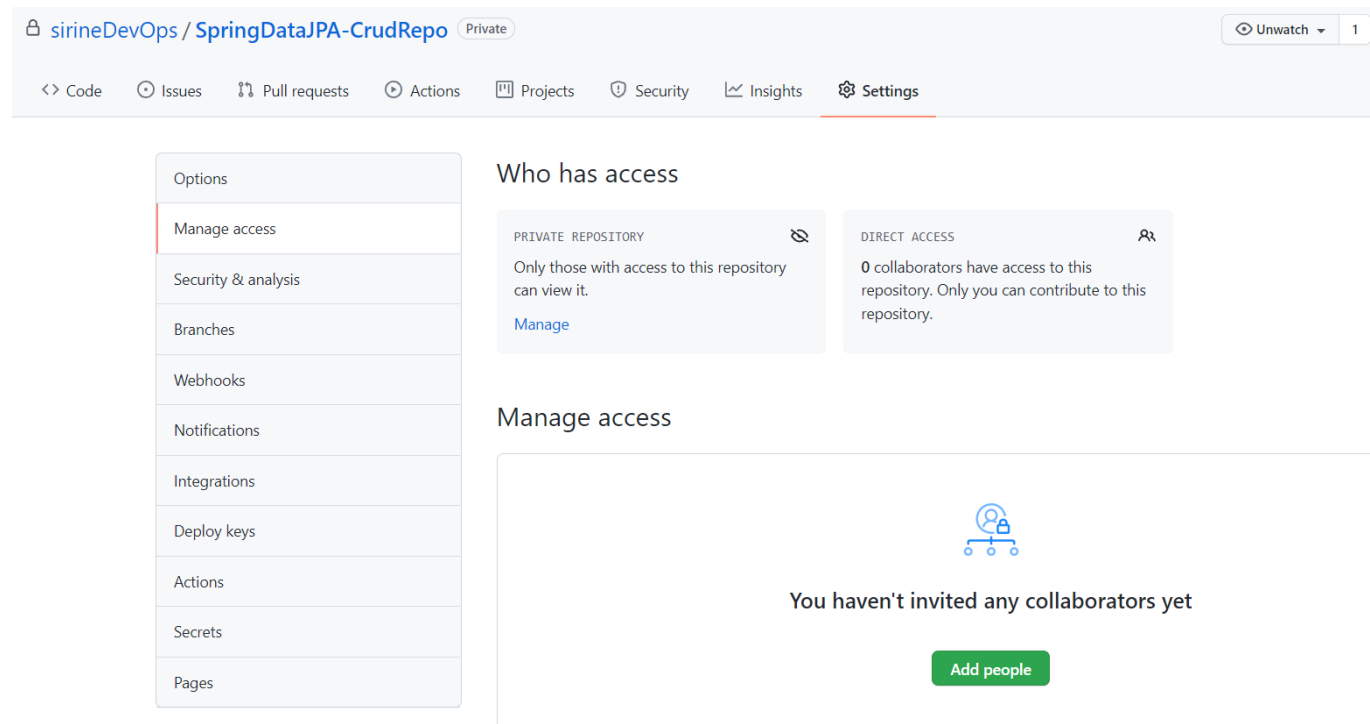 sirineDevOps / SpringDataJPA-CrudRepo Private
Unwatch 1
Code Issues Pull requests Actions Projects Security Insights Settings
Options
Manage access
Security & analysis
Branches
Webhooks
Notifications
Integrations
Deploy keys
Actions
Secrets
Pages
Who has access
PRIVATE REPOSITORY
Only those with access to this repository
can view it.
Manage
DIRECT ACCESS
0 collaborators have access to this
repository. Only you can contribute to this
repository.
Manage access
You haven't invited any collaborators yet
Add people